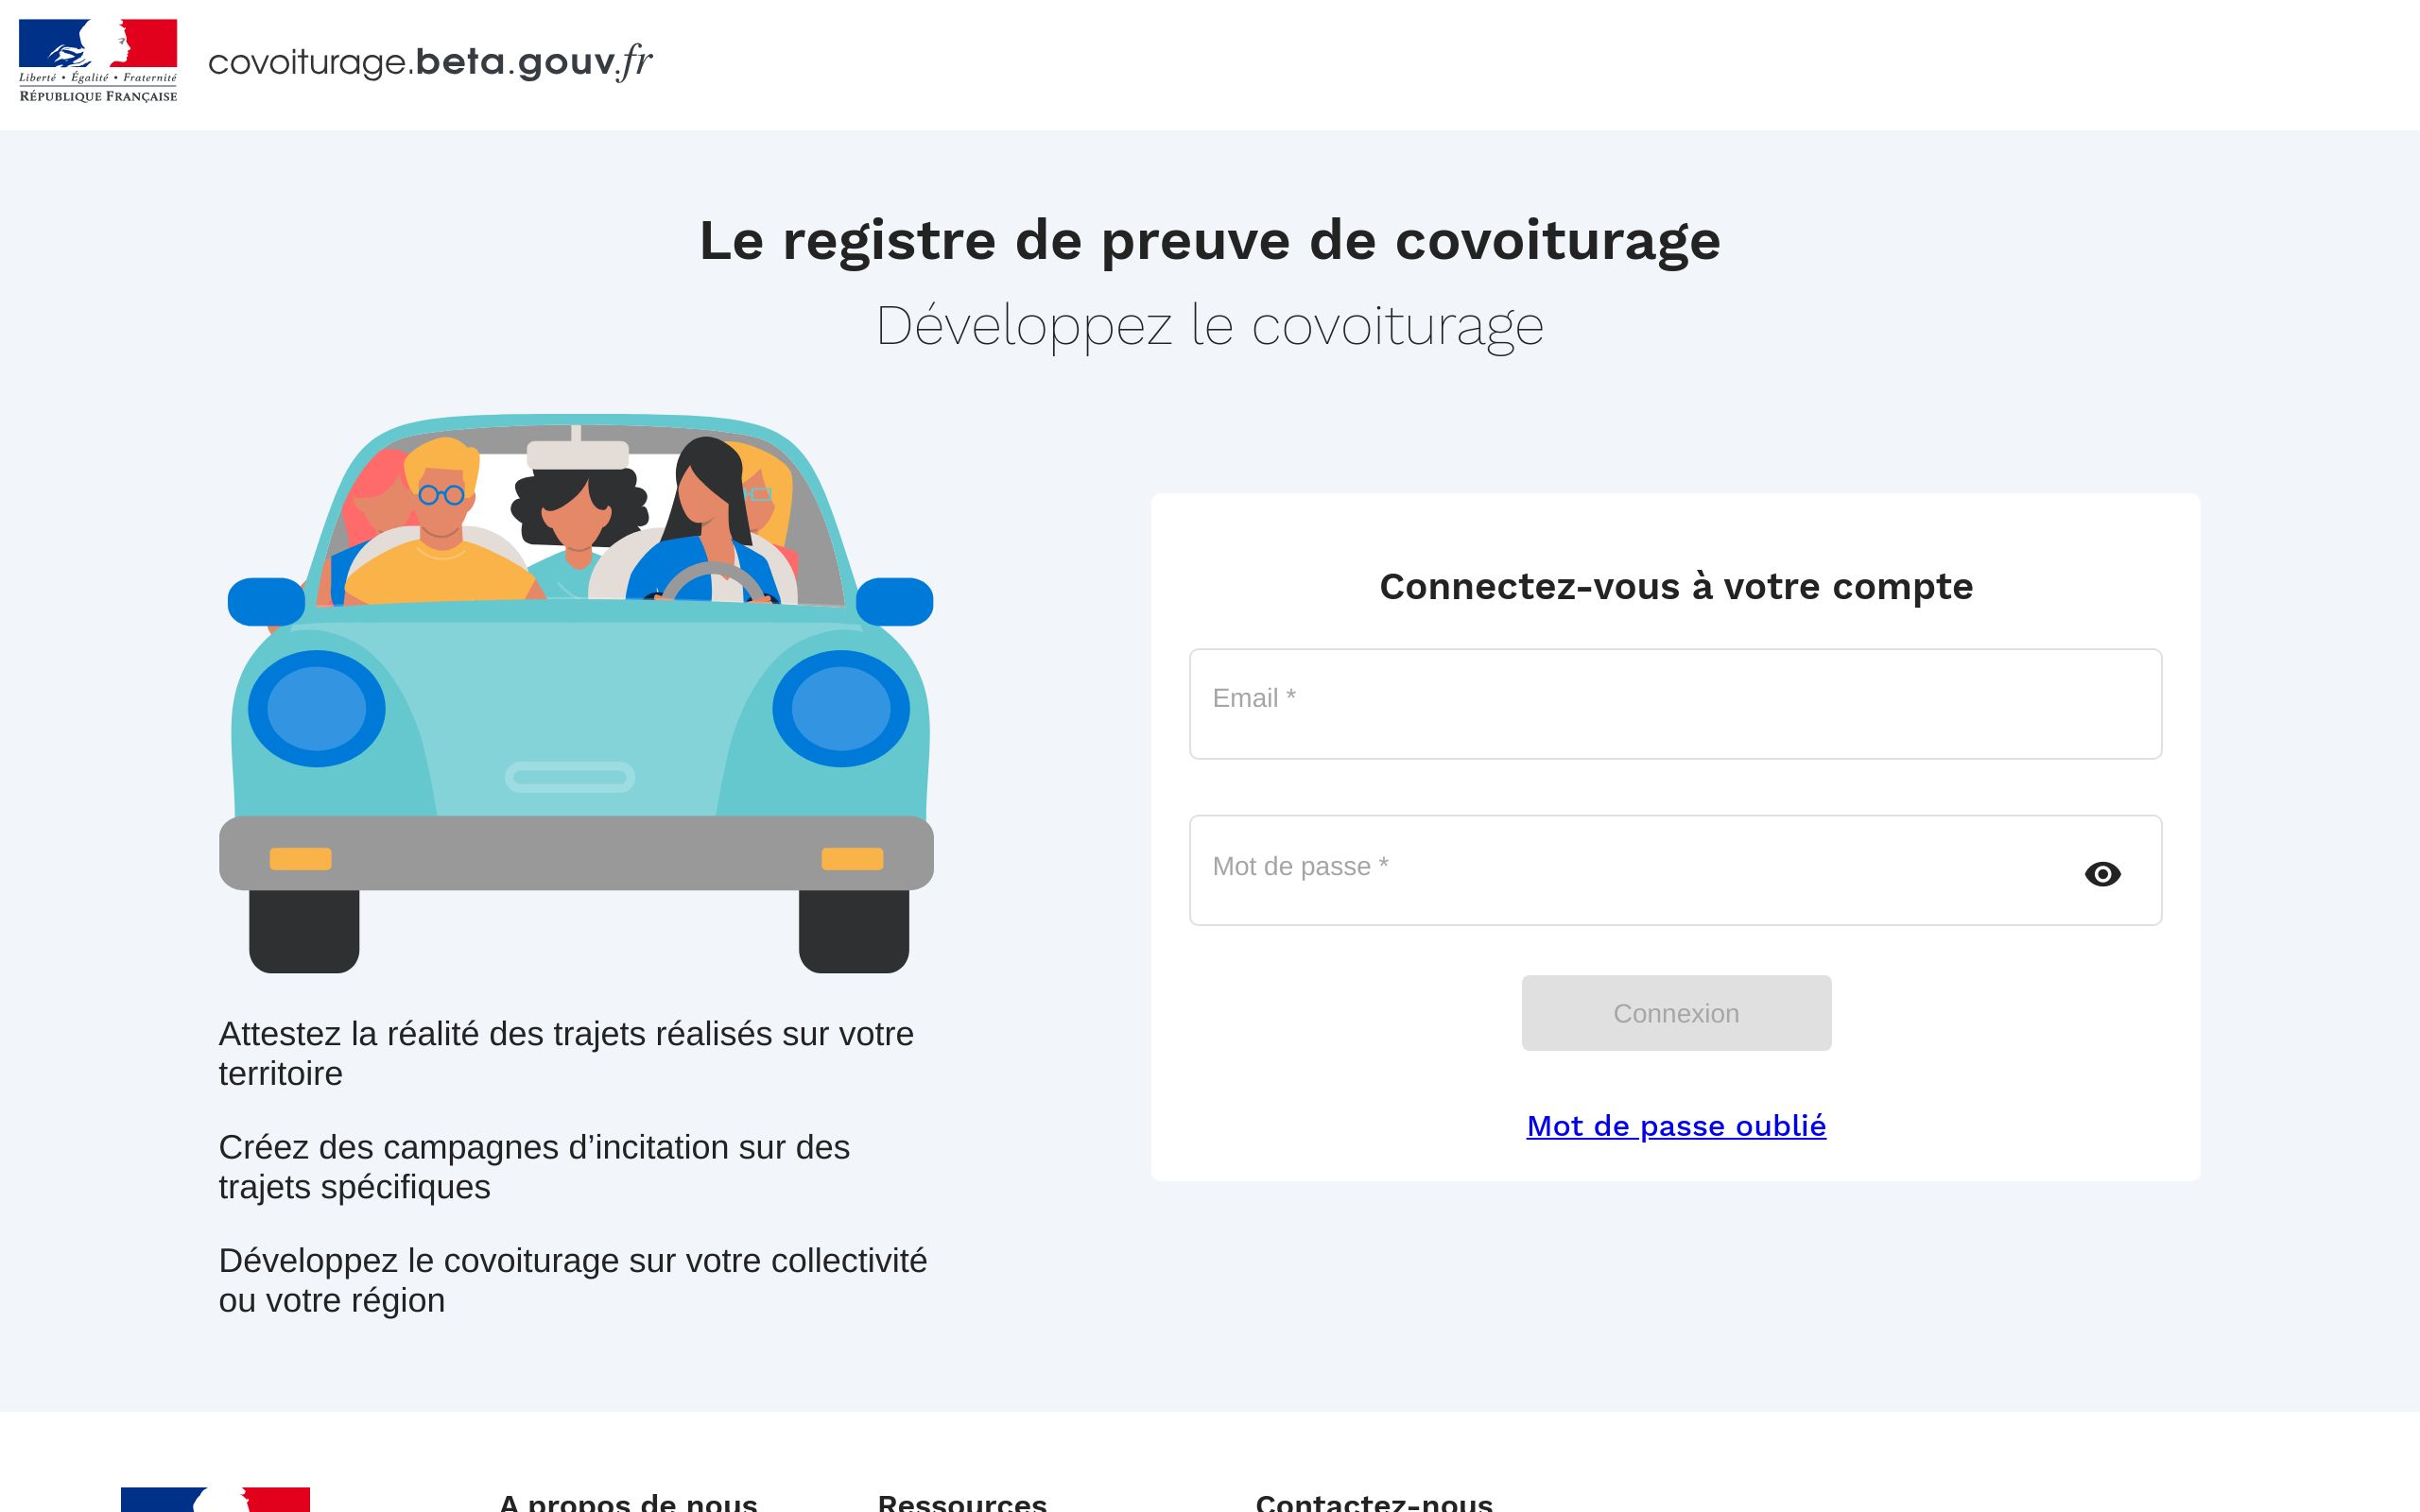 Liberté • Égalité • Fraternité
RÉPUBLIQUE FRANÇAISE
covoiturage.beta.gouv.fr
Le registre de preuve de covoiturage
Développez le covoiturage
Connectez-vous à votre compte
Email *
Mot de passe *
Connexion
Mot de passe oublié
Attestez la réalité des trajets réalisés sur votre
territoire
Créez des campagnes d’incitation sur des
trajets spécifiques
Développez le covoiturage sur votre collectivité
ou votre région
A propos de nous
Ressources
Contactez-nous